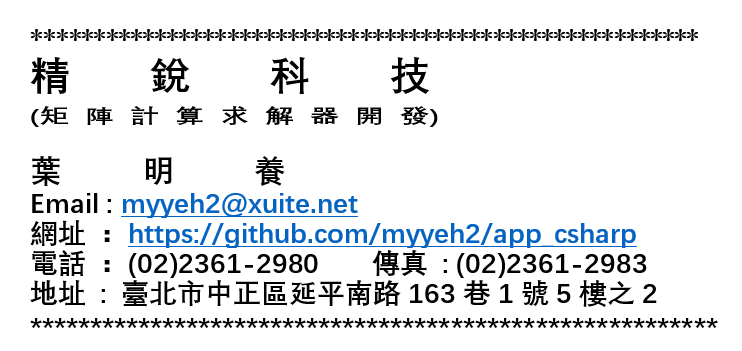 *******************************************************
精 銳 科 技
(矩 陣 計 算 求 解 器 開 發)
葉 明 養
Email : myyeh2@xuite.net
網址 : https://github.com/myyeh2/app_csharp
電話 : (02)2361-2980 傳真 : (02)2361-2983
地址 : 臺北市中正區延平南路 163 巷 1 號 5 樓之 2
*********************************************************